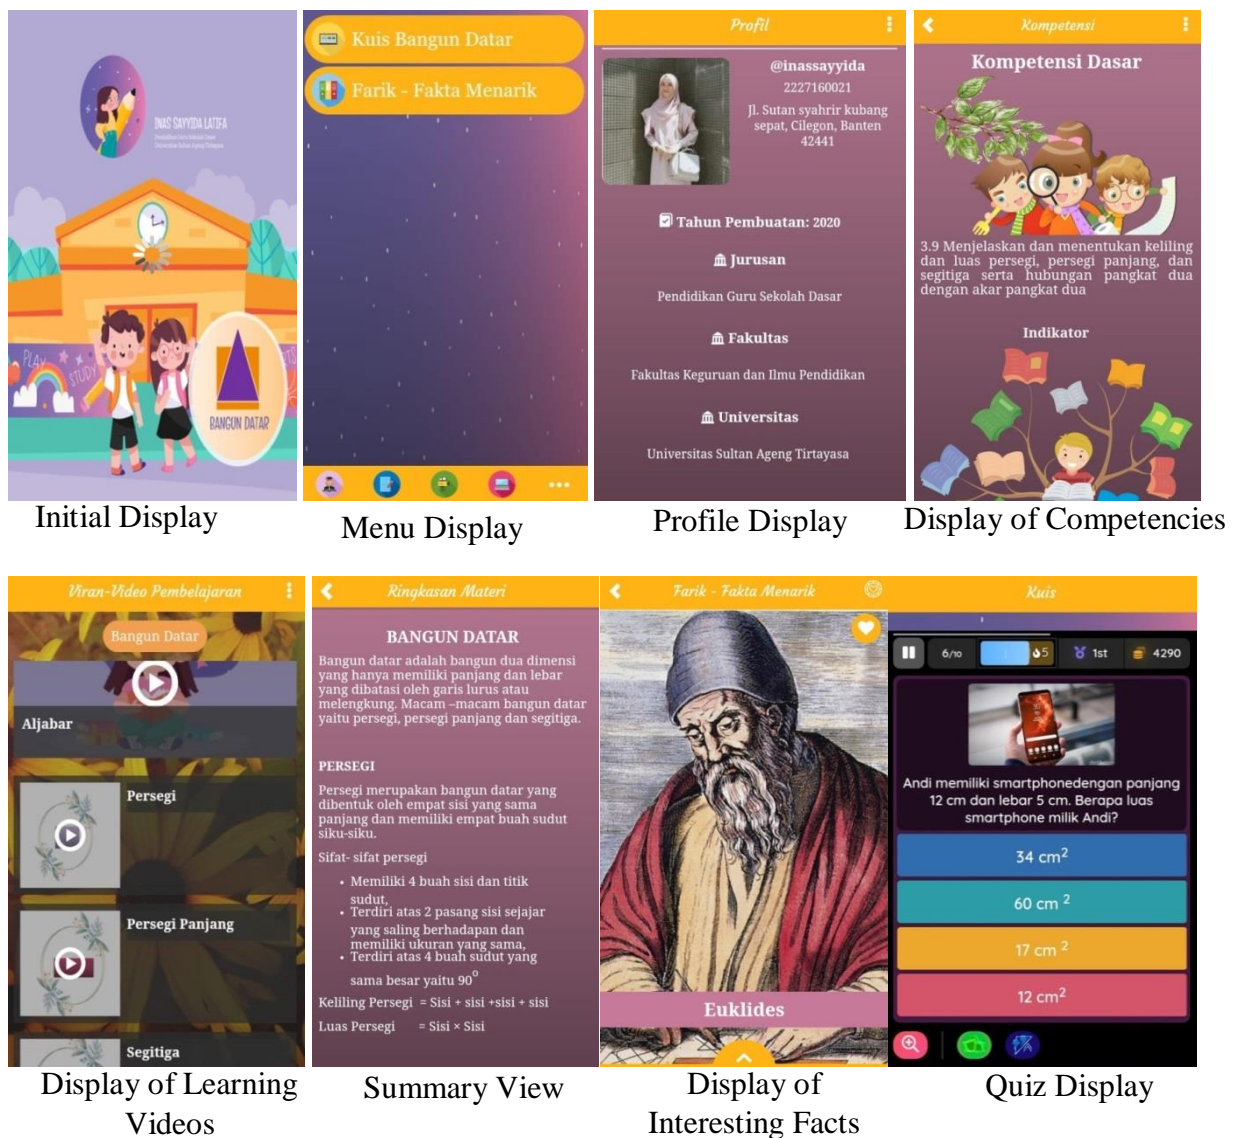 INAS SAYYIDA LATIFA
Pendidikan Guru Sekolah Dasar
Universitas Sultan Ageng Tirtayasa
PLAY
STUDY
BANGUN DATAR
Initial Display
Kuis Bangun Datar
Farik - Fakta Menarik
Menu Display
Profil
@inassayyida
2227160021
Jl. Sutan syahrir kubang
sepat, Cilegon, Banten
42441
Tahun Pembuatan: 2020
Jurusan
Pendidikan Guru Sekolah Dasar
Fakultas
Fakultas Keguruan dan Ilmu Pendidikan
Universitas
Universitas Sultan Ageng Tirtayasa
Profile Display
Kompetensi
Kompetensi Dasar
3.9 Menjelaskan dan menentukan keliling
dan luas persegi, persegi panjang, dan
segitiga serta hubungan pangkat dua
dengan akar pangkat dua
Indikator
Display of Competencies
Viran-Video Pembelajaran
Bangun Datar
Aljabar
Persegi
Persegi Panjang
Segitiga
Display of Learning
Videos
Ringkasan Materi
BANGUN DATAR
Bangun datar adalah bangun dua dimensi
yang hanya memiliki panjang dan lebar
yang dibatasi oleh garis lurus atau
melengkung. Macam –macam bangun datar
yaitu persegi, persegi panjang dan segitiga.
PERSEGI
Persegi merupakan bangun datar yang
dibentuk oleh empat sisi yang sama
panjang dan memiliki empat buah sudut
siku-siku.
Sifat- sifat persegi
• Memiliki 4 buah sisi dan titik
sudut,
• Terdiri atas 2 pasang sisi sejajar
yang saling berhadapan dan
memiliki ukuran yang sama,
• Terdiri atas 4 buah sudut yang
sama besar yaitu 90°
Keliling Persegi = Sisi + sisi +sisi + sisi
Luas Persegi = Sisi × Sisi
Summary View
Farik - Fakta Menarik
Euklides
Display of
Interesting Facts
Kuis
6/10
5
1st
4290
Andi memiliki smartphonedengan panjang
12 cm dan lebar 5 cm. Berapa luas
smartphone milik Andi?
34 cm²
60 cm ²
17 cm ²
12 cm²
Quiz Display